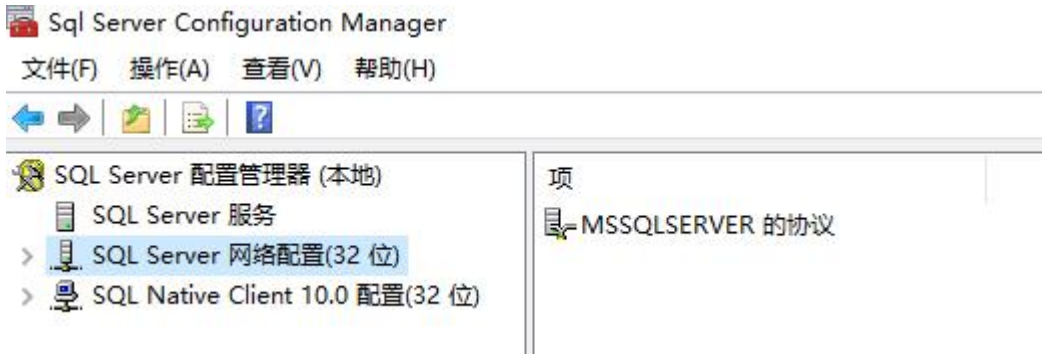 Sql Server Configuration Manager
文件(F) 操作(A) 查看(V) 帮助(H)
SQL Server 配置管理器 (本地)
SQL Server 服务
SQL Server 网络配置(32 位)
SQL Native Client 10.0 配置(32 位)
项
MSSQLSERVER 的协议